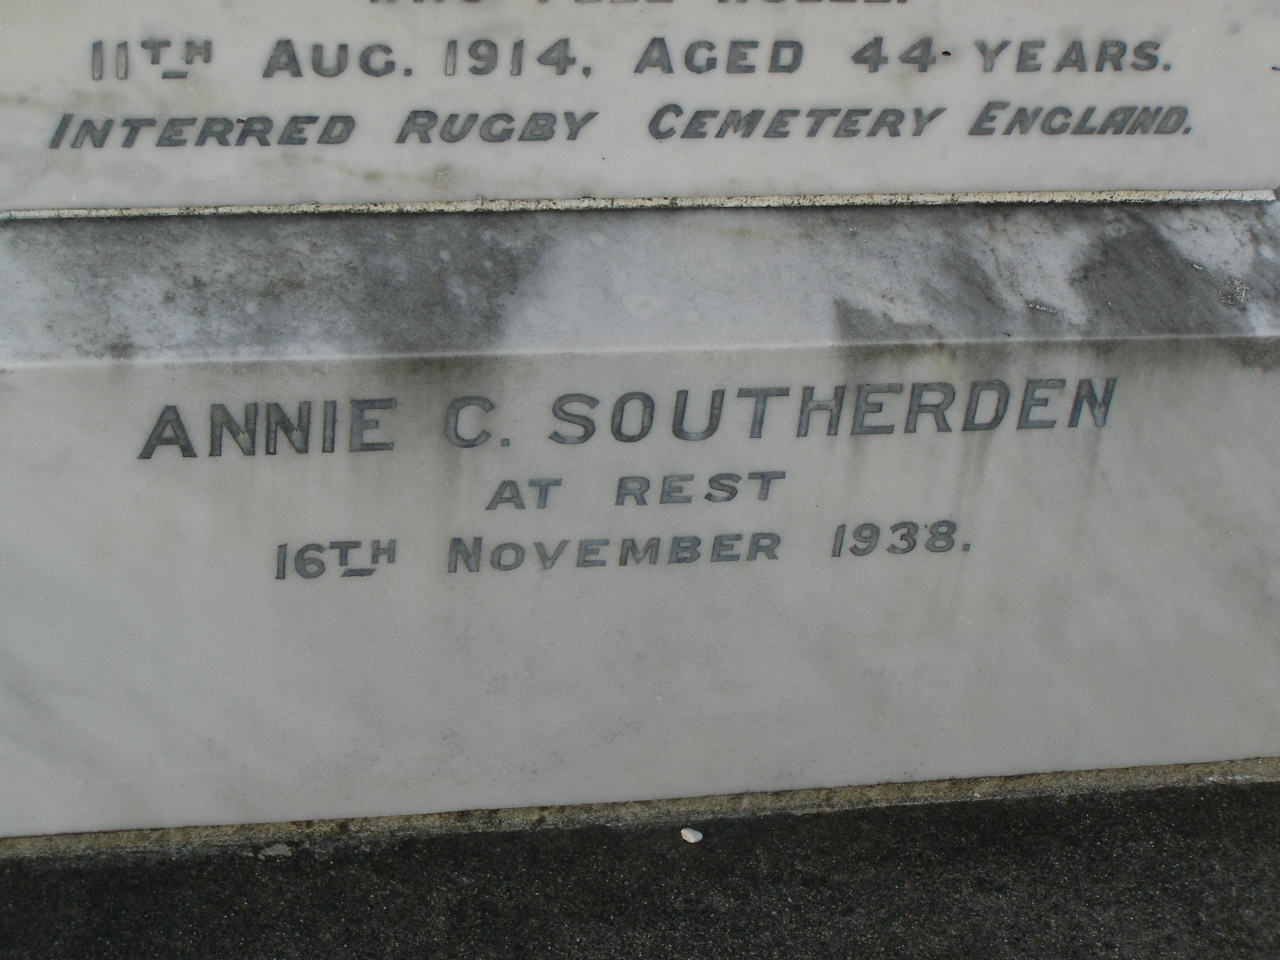 11TH AUG. 1914, AGED 44 YEARS.
INTERRED RUGBY CEMETERY ENGLAND.
ANNIE C. SOUTHERDEN
AT REST
16TH NOVEMBER 1938.